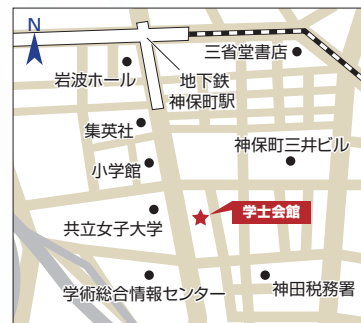 N
三省堂書店
岩波ホール
地下鉄
神保町駅
集英社
神保町三井ビル
小学館
学士会館
共立女子大学
学術総合情報センター
神田税務署